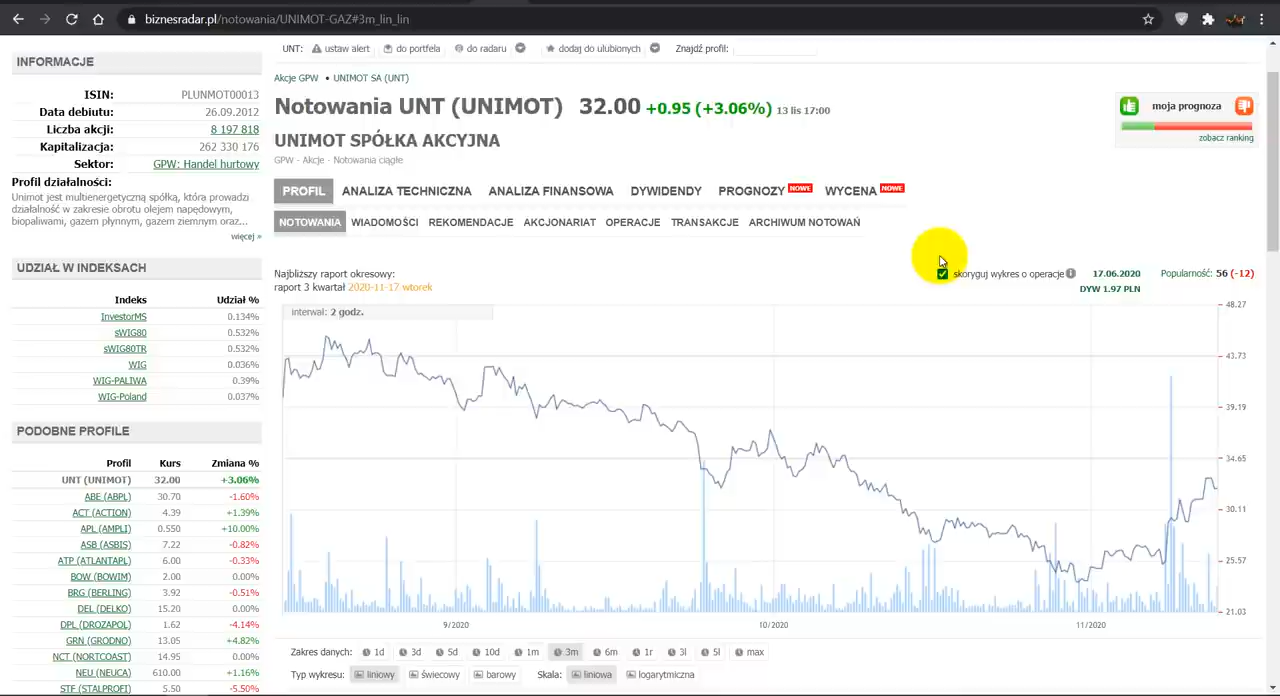 biznesradar.pl/notowania/UNIMOT-GAZ#3m_lin_lin
INFORMACJE
ISIN: PLUNMOT00013
Data debiutu: 26.09.2012
Liczba akcji: 8 197 818
Kapitalizacja: 262 330 176
Sektor: GPW: Handel hurtowy
Profil działalności:
Unimot jest multienergetyczną spółką, która prowadzi
działalność w zakresie obrotu olejem napędowym,
biopaliwami, gazem płynnym, gazem ziemnym oraz...
więcej »
UDZIAŁ W INDEKSACH
Indeks Udział %
InvestorMS 0.134%
sWIG80 0.532%
sWIG80TR 0.532%
WIG 0.036%
WIG-PALIWA 0.39%
WIG-Poland 0.037%
PODOBNE PROFILE
Profil Kurs Zmiana %
UNT (UNIMOT) 32.00 +3.06%
ABE (ABPL) 30.70 -1.60%
ACT (ACTION) 4.39 +1.39%
APL (AMPLI) 0.550 +10.00%
ASB (ASBIS) 7.22 -0.82%
ATP (ATLANTAPL) 6.00 -0.33%
BOW (BOWIM) 2.00 0.00%
BRG (BERLING) 3.92 -0.51%
DEL (DELKO) 15.20 0.00%
DPL (DROZAPOL) 1.62 -4.14%
GRN (GRODNO) 13.05 +4.82%
NCT (NORTCOAST) 14.95 0.00%
NEU (NEUCA) 610.00 +1.16%
STF (STALPROFI) 5.50 -5.50%
UNT: ustaw alert do portfela do radaru dodaj do ulubionych Znajdź profil:
Akcje GPW • UNIMOT SA (UNT)
Notowania UNT (UNIMOT) 32.00 +0.95 (+3.06%) 13 lis 17:00
UNIMOT SPÓŁKA AKCYJNA
GPW - Akcje - Notowania ciągłe
moja prognoza
zobacz ranking
PROFIL ANALIZA TECHNICZNA ANALIZA FINANSOWA DYWIDENDY PROGNOZY NOWE WYCENA NOWE
NOTOWANIA WIADOMOŚCI REKOMENDACJE AKCJONARIAT OPERACJE TRANSAKCJE ARCHIWUM NOTOWAŃ
Najbliższy raport okresowy:
raport 3 kwartał 2020-11-17 wtorek
skoryguj wykres o operacje 17.06.2020 Popularność: 56 (-12)
DYW 1.97 PLN
interwał: 2 godz.
48.27
43.73
39.19
34.65
30.11
25.57
21.03
9/2020 10/2020 11/2020
Zakres danych: 1d 3d 5d 10d 1m 3m 6m 1r 3l 5l max
Typ wykresu: liniowy świecowy barowy Skala: liniowa logarytmiczna